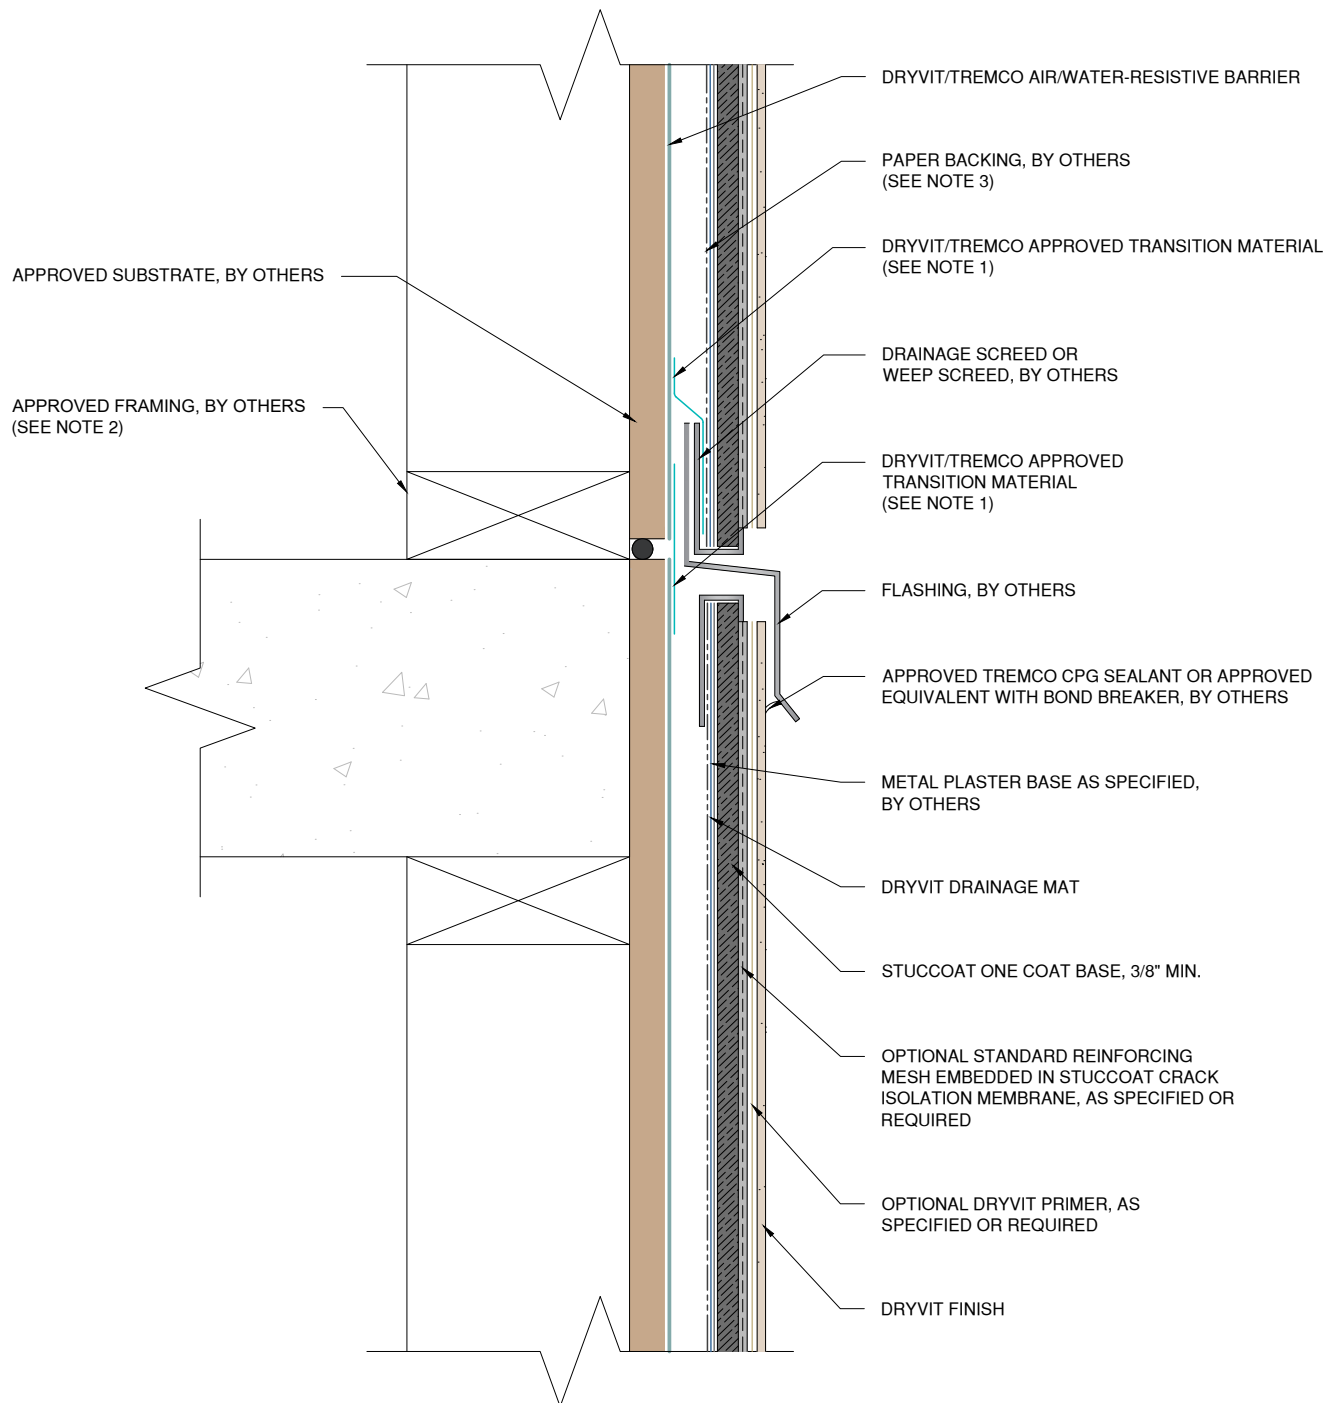 DRYVIT/TREMCO AIR/WATER-RESISTIVE BARRIER
PAPER BACKING, BY OTHERS
(SEE NOTE 3)
DRYVIT/TREMCO APPROVED TRANSITION MATERIAL
(SEE NOTE 1)
APPROVED SUBSTRATE, BY OTHERS
DRAINAGE SCREED OR
WEEP SCREED, BY OTHERS
APPROVED FRAMING, BY OTHERS
(SEE NOTE 2)
DRYVIT/TREMCO APPROVED
TRANSITION MATERIAL
(SEE NOTE 1)
FLASHING, BY OTHERS
APPROVED TREMCO CPG SEALANT OR APPROVED
EQUIVALENT WITH BOND BREAKER, BY OTHERS
METAL PLASTER BASE AS SPECIFIED,
BY OTHERS
DRYVIT DRAINAGE MAT
STUCCOAT ONE COAT BASE, 3/8" MIN.
OPTIONAL STANDARD REINFORCING
MESH EMBEDDED IN STUCCOAT CRACK
ISOLATION MEMBRANE, AS SPECIFIED OR
REQUIRED
OPTIONAL DRYVIT PRIMER, AS
SPECIFIED OR REQUIRED
DRYVIT FINISH